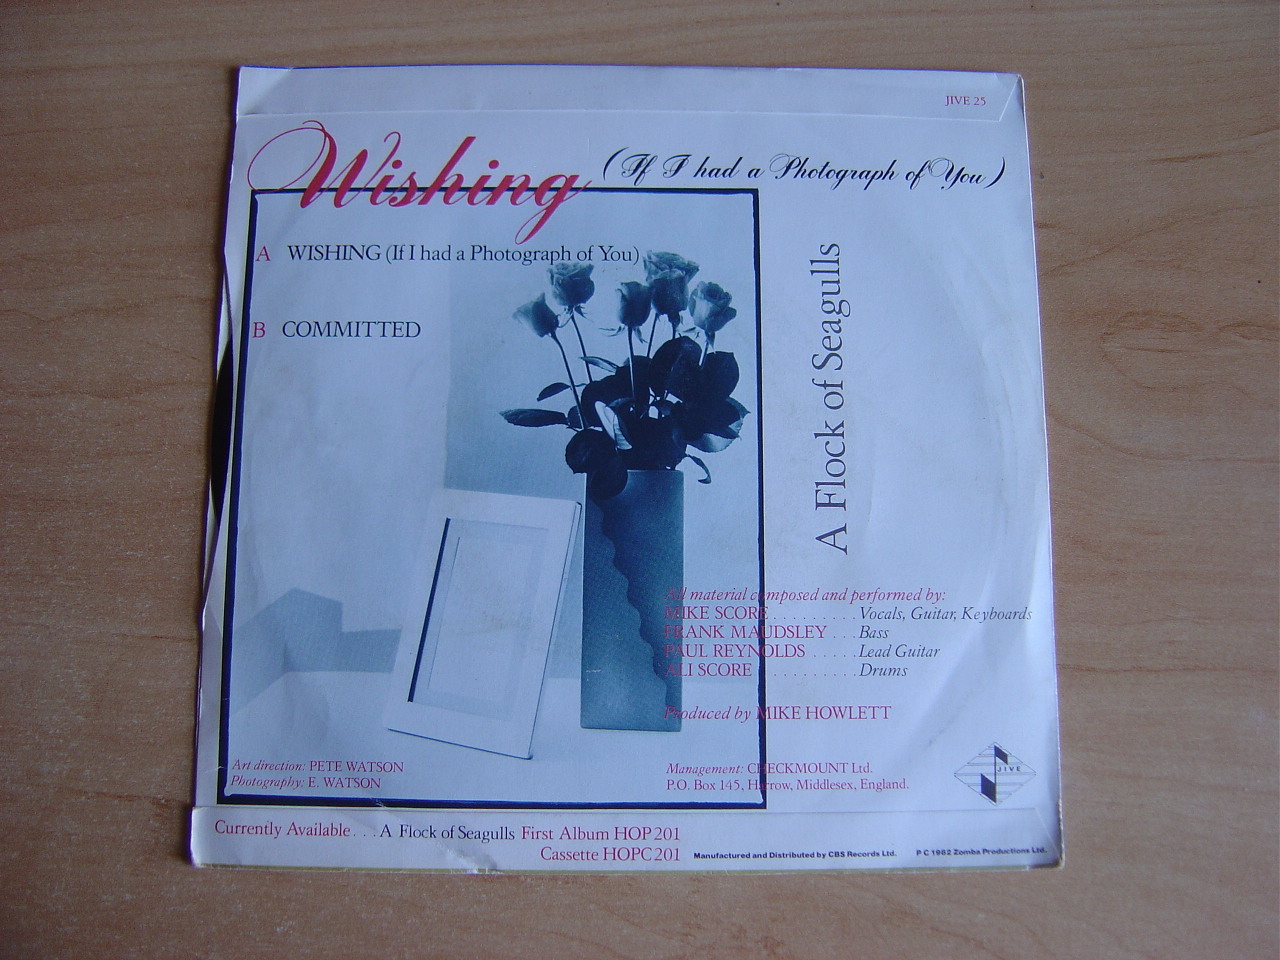 JIVE 25
Wishing (If I had a Photograph of You)
A WISHING (If I had a Photograph of You)
B COMMITTED
A Flock of Seagulls
All material composed and performed by:
MIKE SCORE . . . . . . . . . Vocals, Guitar, Keyboards
FRANK MAUDSLEY . . . Bass
PAUL REYNOLDS . . . . . Lead Guitar
ALI SCORE . . . . . . . . . . Drums
Produced by MIKE HOWLETT
Art direction: PETE WATSON
Photography: E. WATSON
Management: CHECKMOUNT Ltd.
P.O. Box 145, Harrow, Middlesex, England.
JIVE
Currently Available . . . A Flock of Seagulls First Album HOP 201
Cassette HOPC 201
Manufactured and Distributed by CBS Records Ltd. P C 1982 Zomba Productions Ltd.